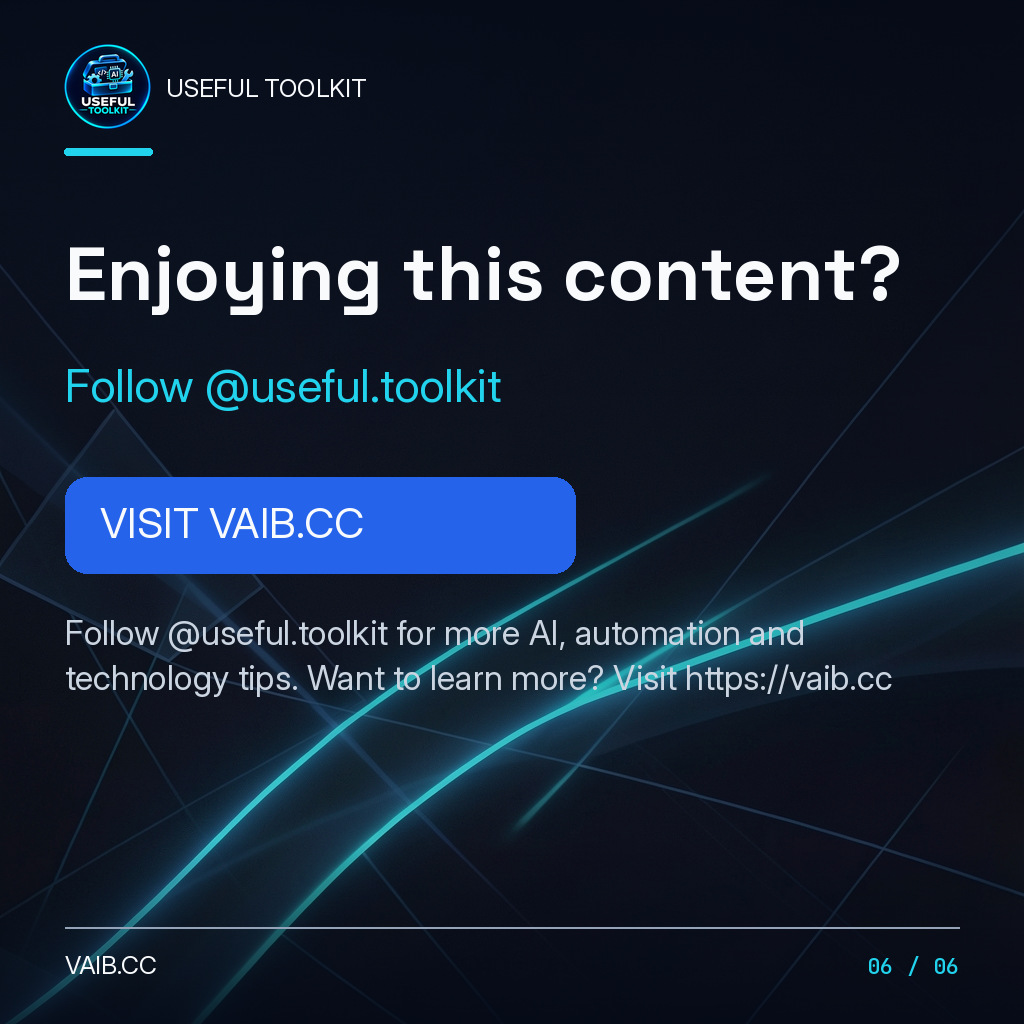 </> AI
USEFUL
TOOLKIT
USEFUL TOOLKIT
Enjoying this content?
Follow @useful.toolkit
VISIT VAIB.CC
Follow @useful.toolkit for more AI, automation and
technology tips. Want to learn more? Visit https://vaib.cc
VAIB.CC
06 / 06